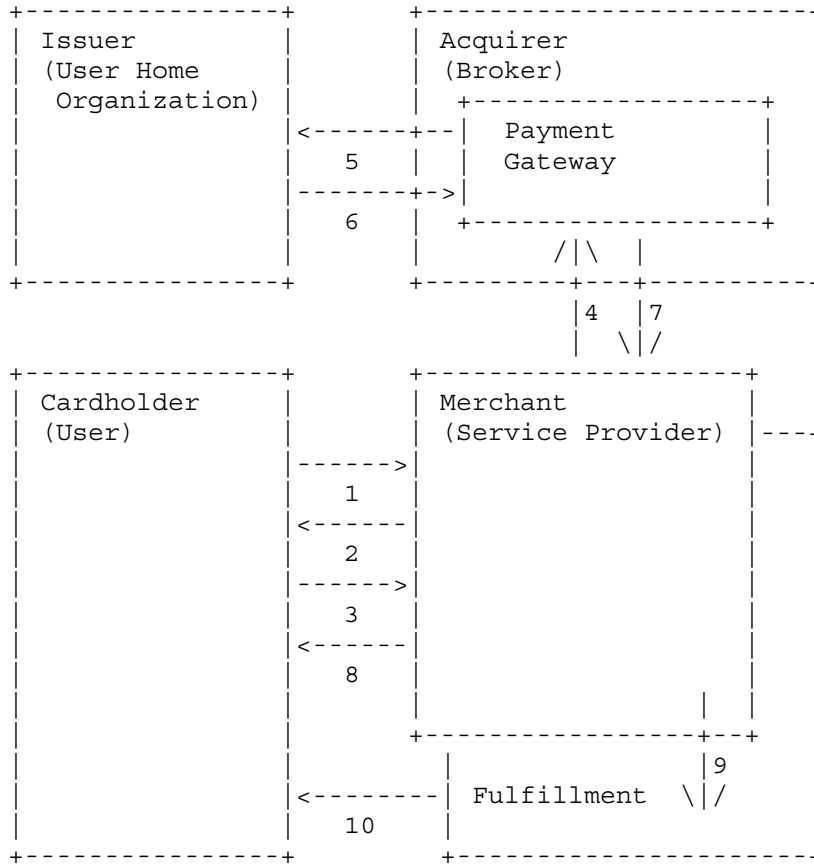 Issuer Acquirer
(User Home (Broker)
Organization)
Payment
5 Gateway
6
4 7
Cardholder Merchant
(User) (Service Provider)
1
2
3
8
9
Fulfillment
10